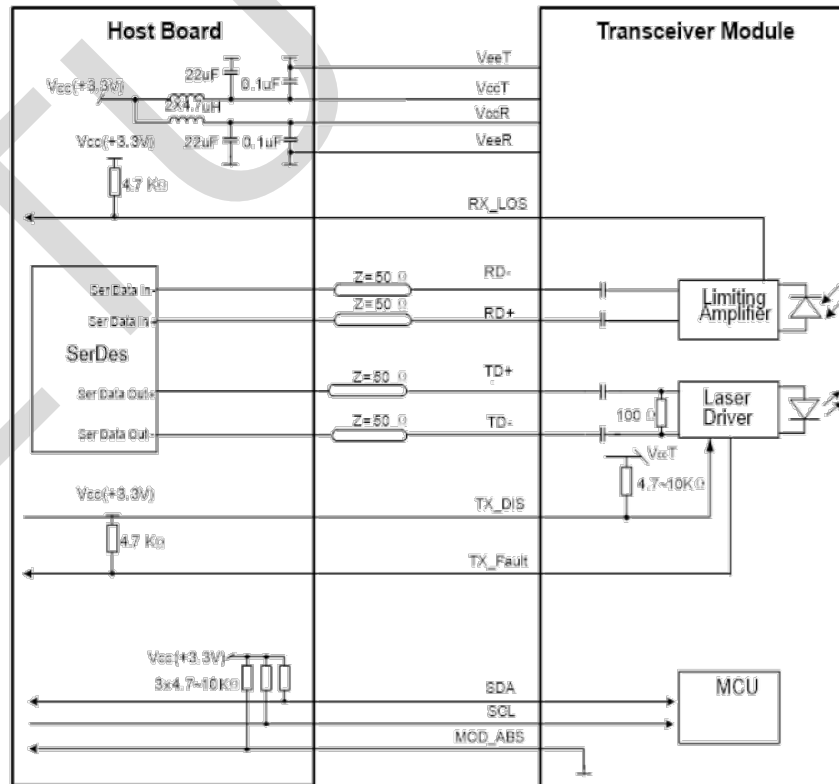 Host Board
Transceiver Module
VeeT
22uF
0.1uF
Vcc(+3.3V)
VccT
2X4.7uH
VccR
Vcc(+3.3V)
22uF
0.1uF
VeeR
4.7 KΩ
RX_LOS
Z=50 Ω
RD-
Ser Data In-
Limiting
Amplifier
Z=50 Ω
RD+
Ser Data In+
SerDes
Z=50 Ω
TD+
Ser Data Out+
Laser
Driver
100 Ω
Z=50 Ω
TD-
Ser Data Out-
VccT
4.7~10KΩ
Vcc(+3.3V)
TX_DIS
4.7 KΩ
TX_Fault
Vcc(+3.3V)
3x4.7~10KΩ
SDA
MCU
SCL
MOD_ABS